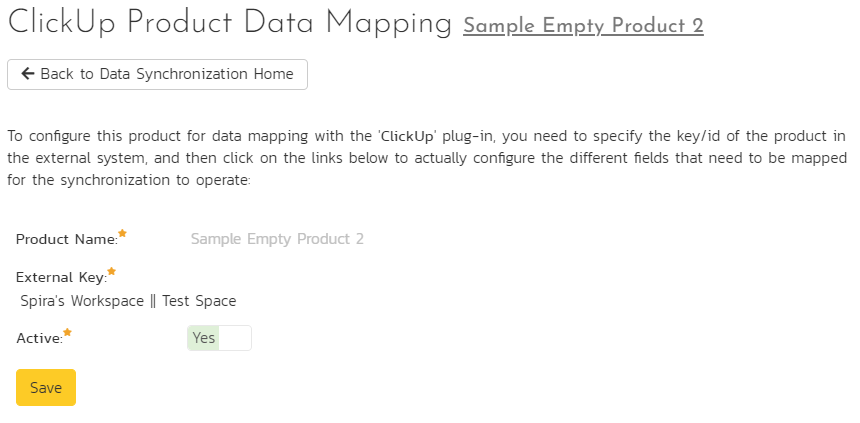 ClickUp Product Data Mapping Sample Empty Product 2
Back to Data Synchronization Home
To configure this product for data mapping with the 'ClickUp' plug-in, you need to specify the key/id of the product in
the external system, and then click on the links below to actually configure the different fields that need to be mapped
for the synchronization to operate:
Product Name: Sample Empty Product 2
External Key:
Spira's Workspace || Test Space
Active: Yes
Save